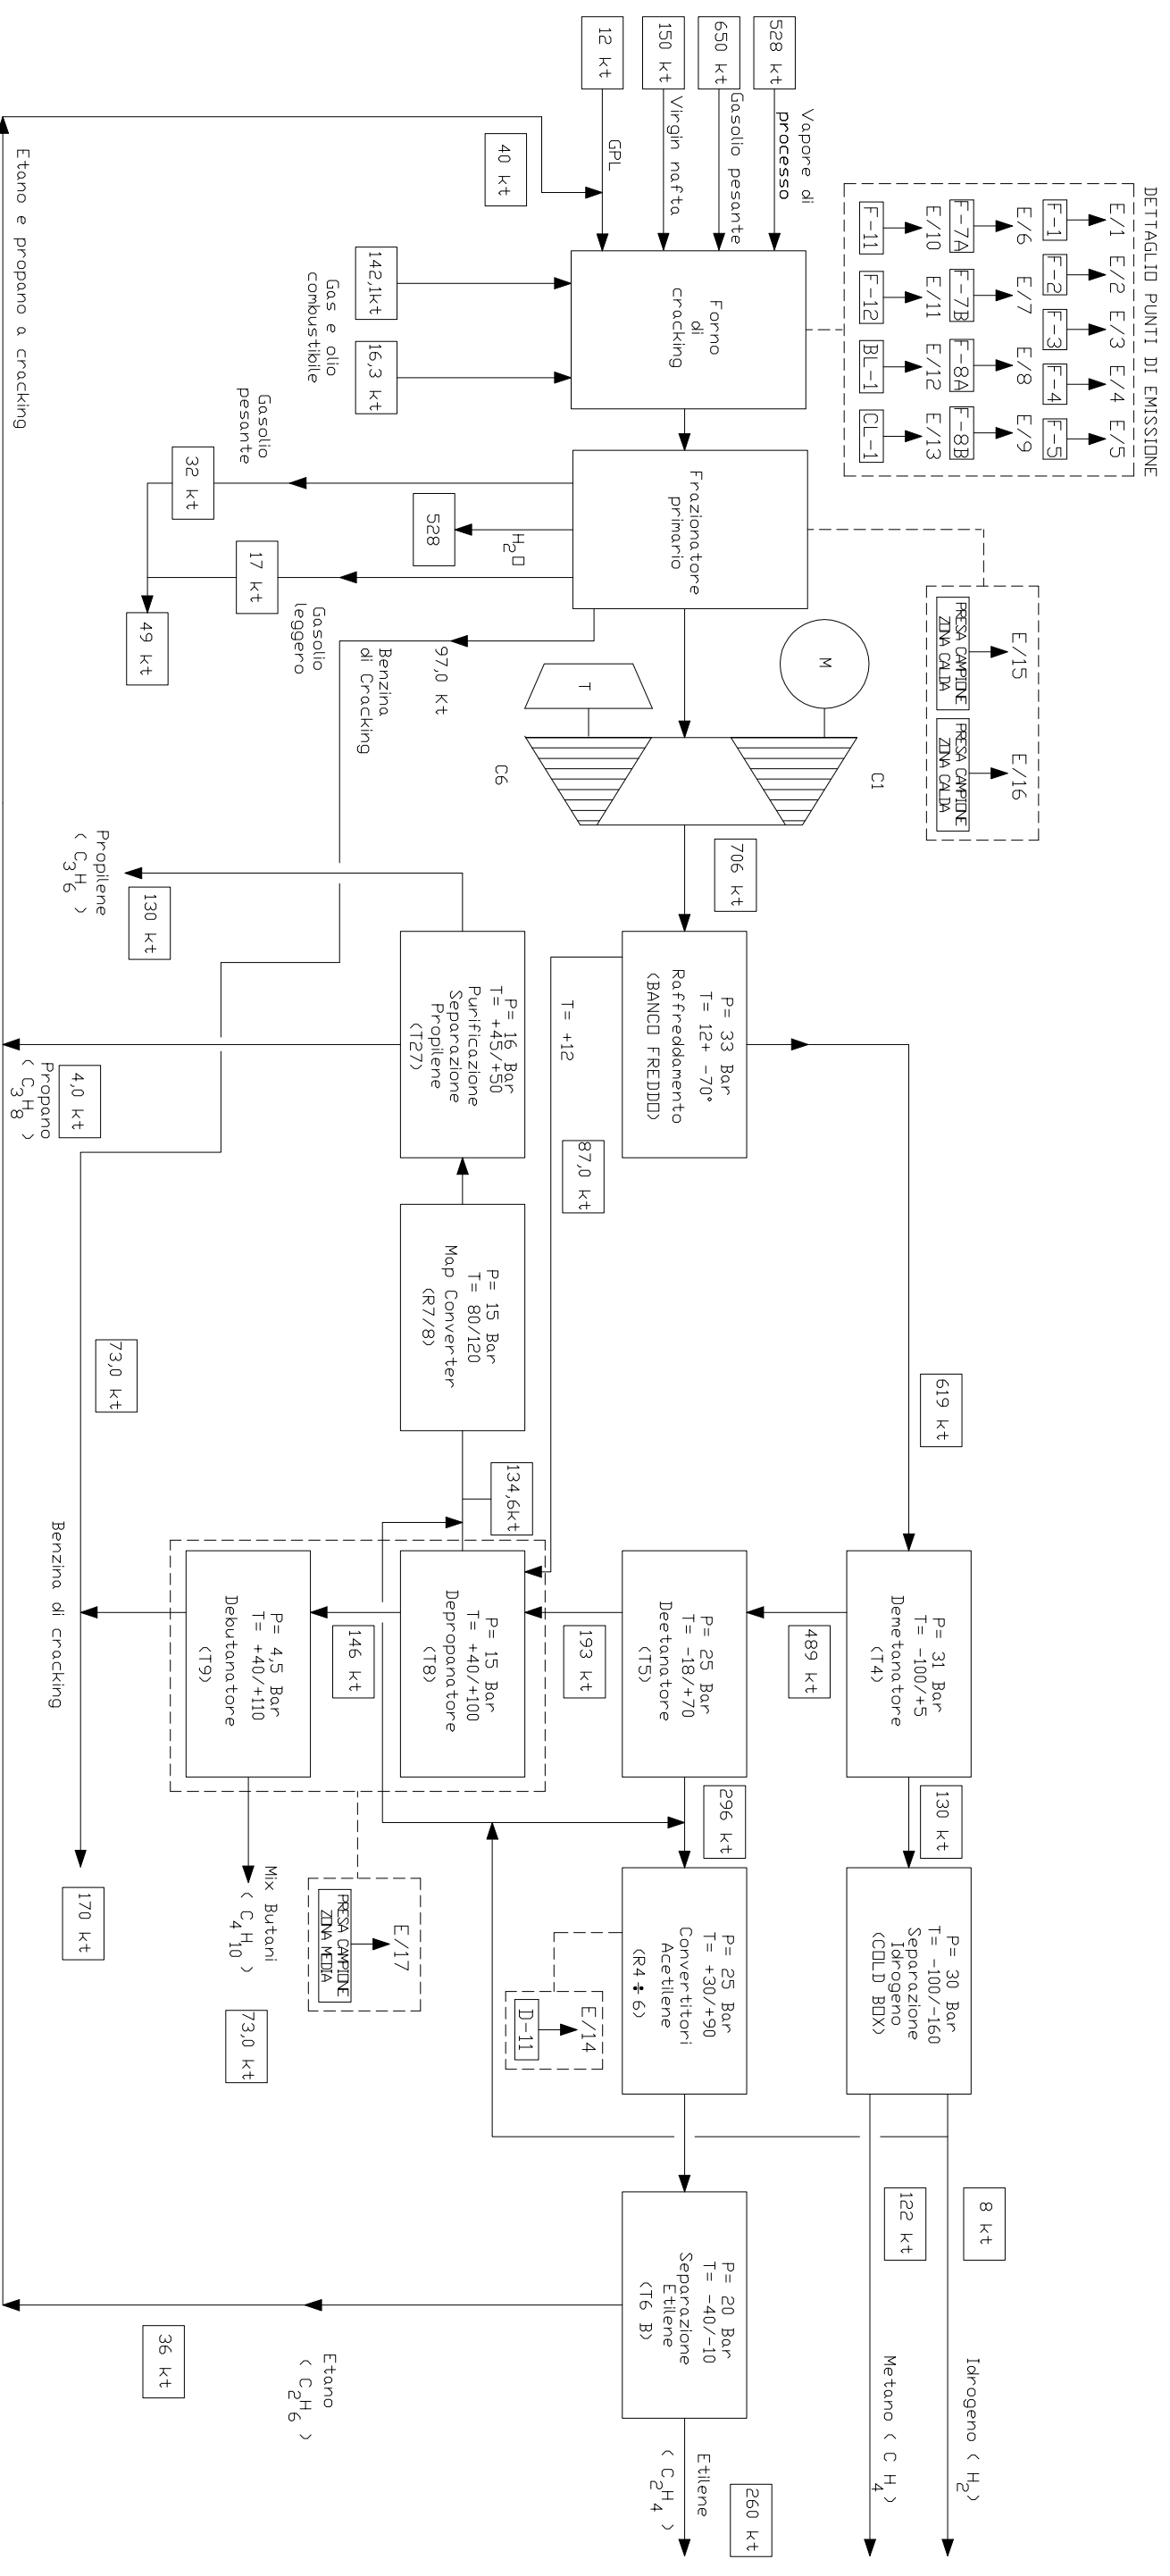 DETTAGLIO PUNTI DI EMISSIONE
E/1
E/2
E/3
E/4
E/5
F-1
F-2
F-3
F-4
F-5
E/6
E/7
E/8
E/9
F-7A
F-7B
F-8A
F-8B
E/10
E/11
E/12
E/13
F-11
F-12
BL-1
CL-1
528 kt
Vapore di
processo
650 kt
Gasolio pesante
150 kt
Virgin nafta
12 kt
GPL
40 kt
Forno
di
cracking
142,1kt
16,3 kt
Gas e olio
combustibile
Etano e propano a cracking
E/15
E/16
PRESA CAMPIONE
ZONA CALDA
PRESA CAMPIONE
ZONA CALDA
Frazionatore
primario
Gasolio
pesante
32 kt
H2O
528
17 kt
Gasolio
leggero
49 kt
97,0 Kt
Benzina
di Cracking
M
T
C1
C6
706 kt
P= 33 Bar
T= 12+ -70°
Raffreddamento
(BANCO FREDDO)
T= +12
87,0 kt
619 kt
P= 16 Bar
T= +45/+50
Purificazione
Separazione
Propilene
(T27)
130 kt
Propilene
( C3H6 )
4,0 kt
Propano
( C3H8 )
P= 15 Bar
T= 80/120
Map Converter
(R7/8)
134,6kt
73,0 kt
Benzina di cracking
P= 31 Bar
T= -100/+5
Demetanatore
(T4)
489 kt
P= 25 Bar
T= -18/+70
Deetanatore
(T5)
193 kt
P= 15 Bar
T= +40/+100
Depropanatore
(T8)
146 kt
P= 4,5 Bar
T= +40/+110
Debutanatore
(T9)
130 kt
296 kt
P= 30 Bar
T= -100/-160
Separazione
Idrogeno
(COLD BOX)
P= 25 Bar
T= +30/+90
Convertitori
Acetilene
(R4÷6)
E/14
D-11
E/17
PRESA CAMPIONE
ZONA MEDIA
Mix Butani
( C4H10 )
73,0 kt
170 kt
8 kt
122 kt
Idrogeno ( H2)
Metano ( C H4 )
P= 20 Bar
T= -40/-10
Separazione
Etilene
(T6 B)
36 kt
Etano
( C2H6 )
Etilene
( C2H4 )
260 kt